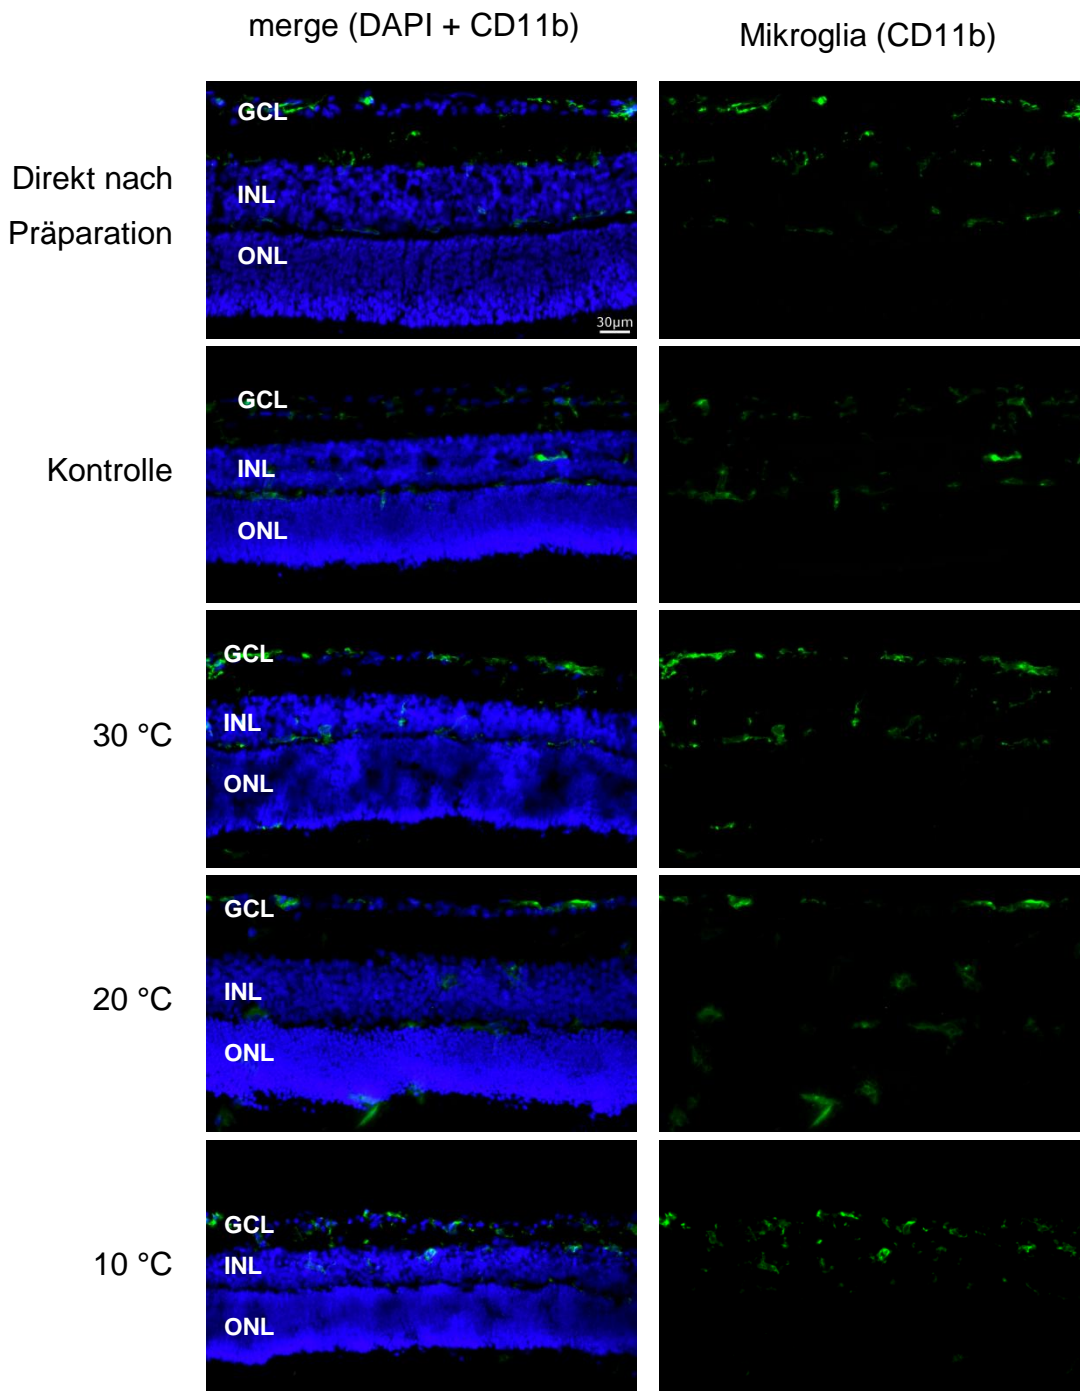 merge (DAPI + CD11b)
Mikroglia (CD11b)
Direkt nach
Präparation
GCL
INL
ONL
30µm
Kontrolle
GCL
INL
ONL
30 °C
GCL
INL
ONL
20 °C
GCL
INL
ONL
10 °C
GCL
INL
ONL